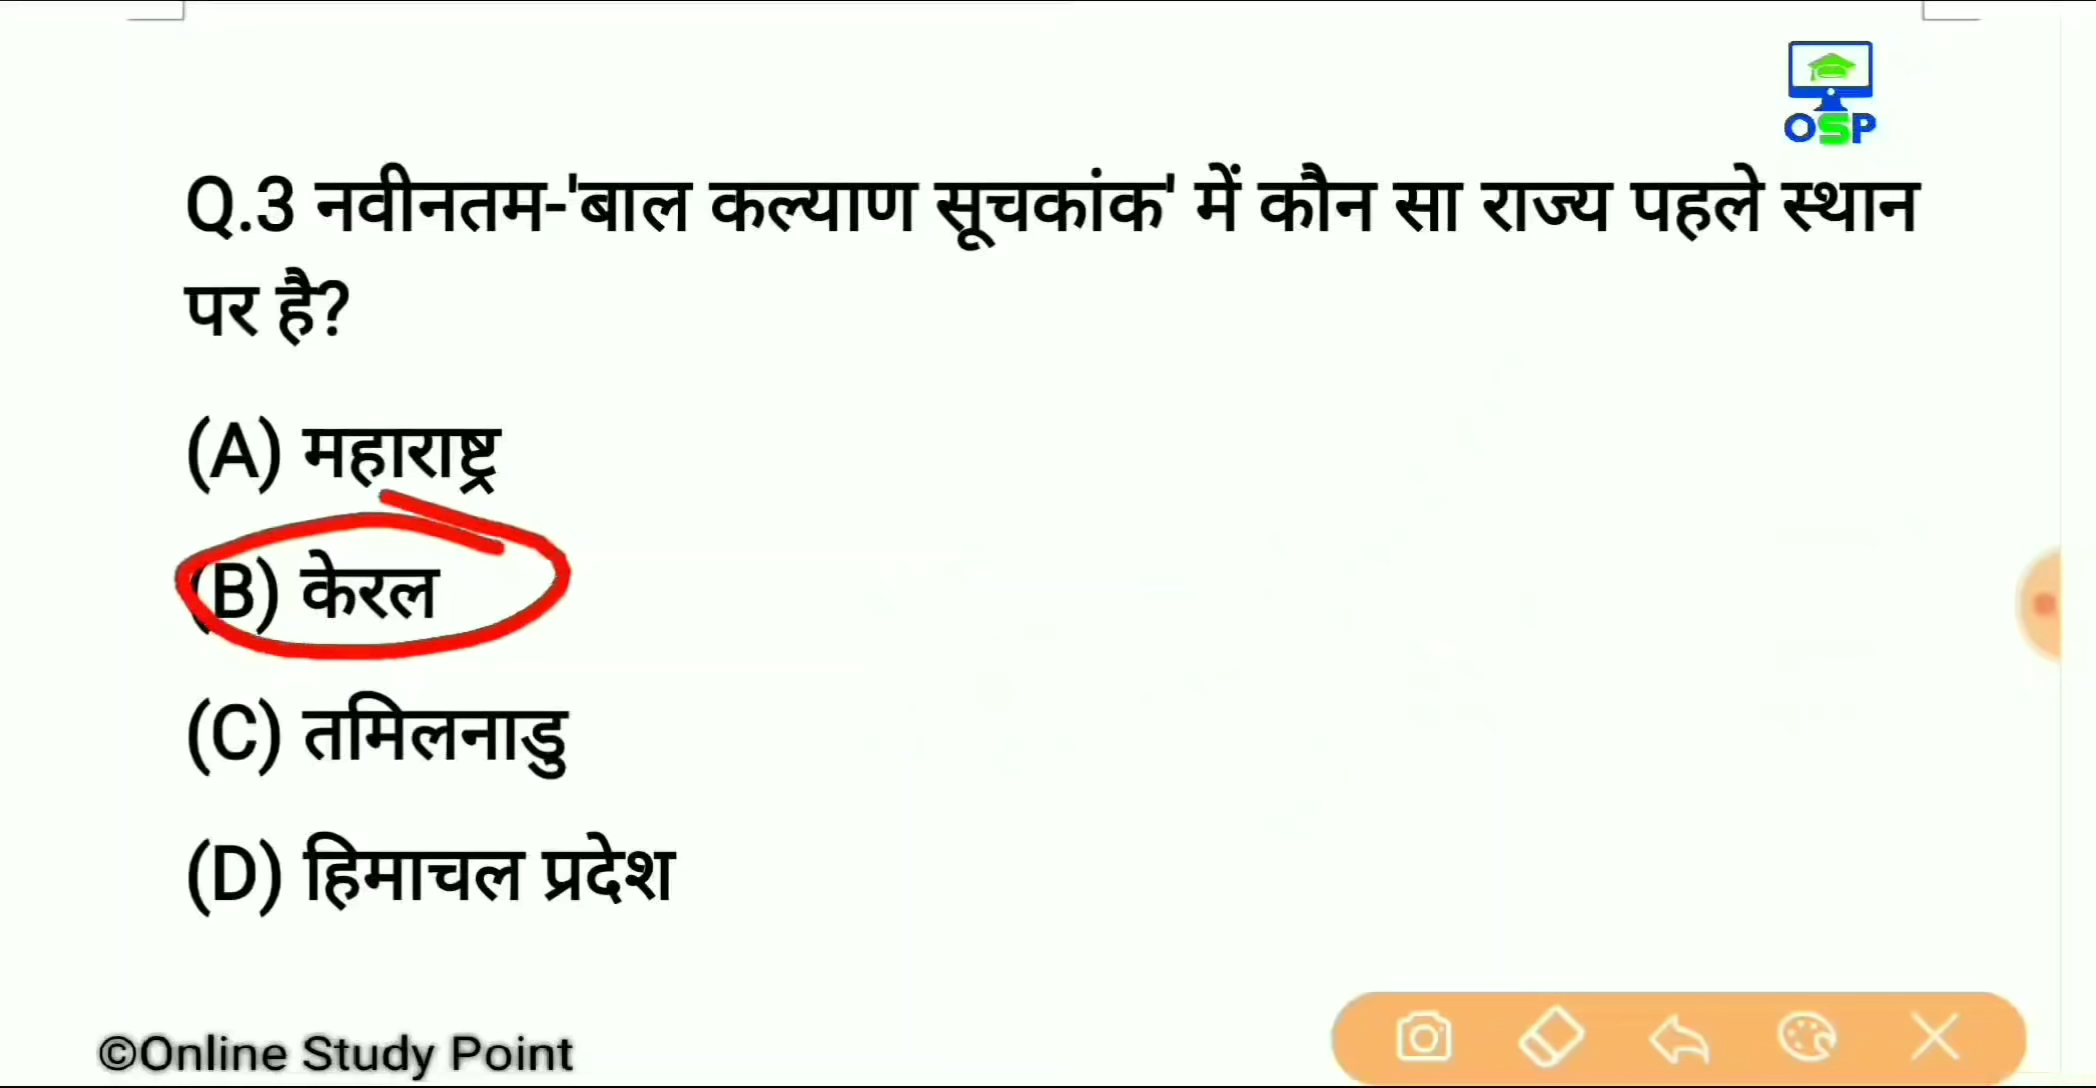 OSP
Q.3 नवीनतम-'बाल कल्याण सूचकांक' में कौन सा राज्य पहले स्थान
पर है?
(A) महाराष्ट्र
(B) केरल
(C) तमिलनाडु
(D) हिमाचल प्रदेश
©Online Study Point